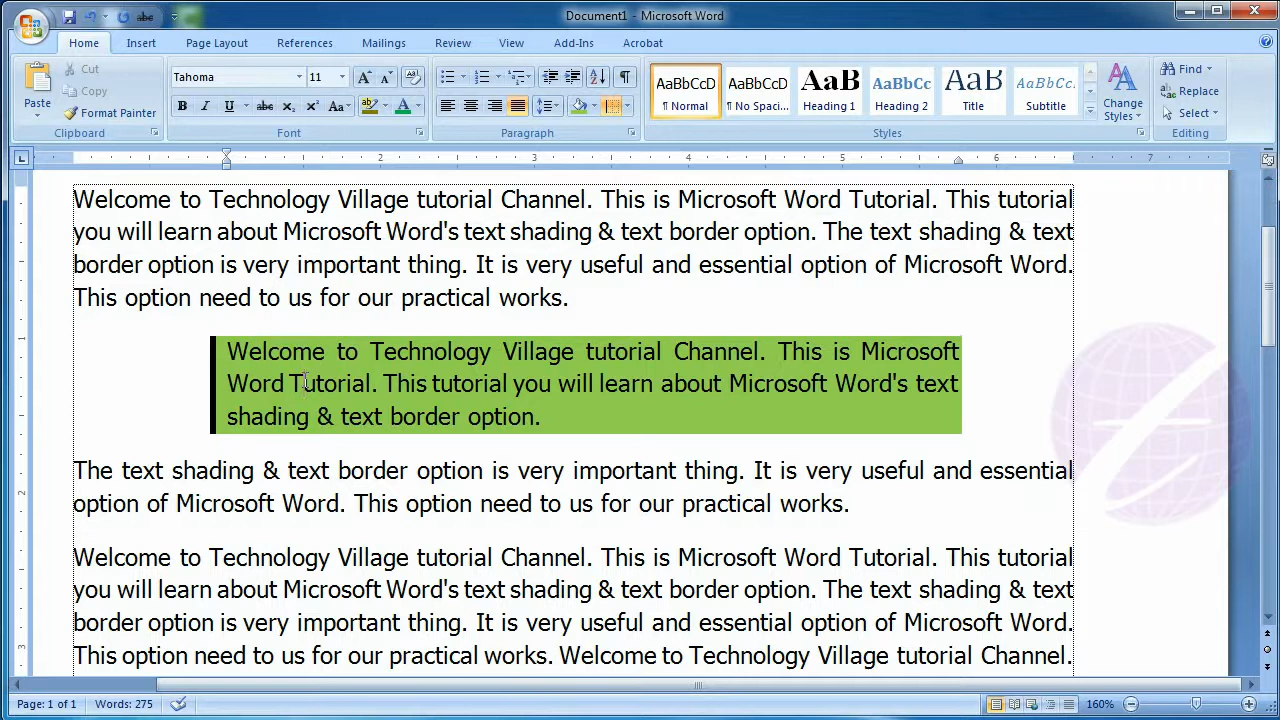 Document1 - Microsoft Word
Home Insert Page Layout References Mailings Review View Add-Ins Acrobat
Paste
Cut
Copy
Format Painter
Clipboard
Tahoma 11
Font
Paragraph
AaBbCcD AaBbCcD AaB AaBbCc AaB AaBbCc
¶ Normal ¶ No Spaci... Heading 1 Heading 2 Title Subtitle
Change Styles
Styles
Find
Replace
Select
Editing
2 3 4 5 6 7
Welcome to Technology Village tutorial Channel. This is Microsoft Word Tutorial. This tutorial
you will learn about Microsoft Word's text shading & text border option. The text shading & text
border option is very important thing. It is very useful and essential option of Microsoft Word.
This option need to us for our practical works.
Welcome to Technology Village tutorial Channel. This is Microsoft
Word Tutorial. This tutorial you will learn about Microsoft Word's text
shading & text border option.
The text shading & text border option is very important thing. It is very useful and essential
option of Microsoft Word. This option need to us for our practical works.
Welcome to Technology Village tutorial Channel. This is Microsoft Word Tutorial. This tutorial
you will learn about Microsoft Word's text shading & text border option. The text shading & text
border option is very important thing. It is very useful and essential option of Microsoft Word.
This option need to us for our practical works. Welcome to Technology Village tutorial Channel.
Page: 1 of 1 Words: 275 160%